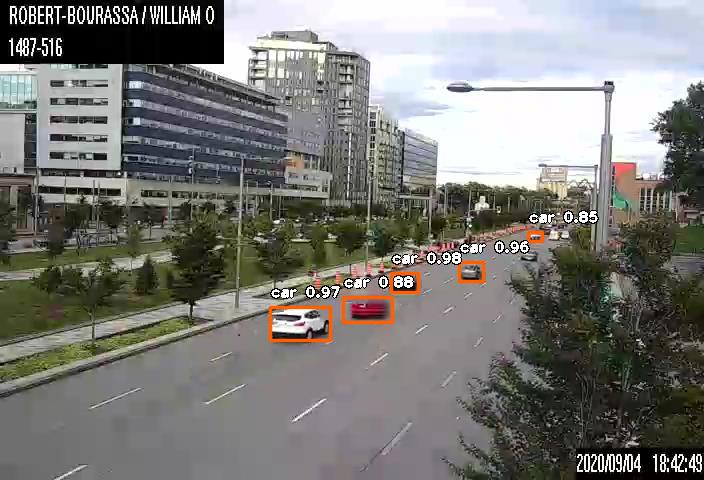 ROBERT-BOURASSA / WILLIAM O
1487-516
car 0.85
car 0.96
car 0.98
car 0.88
car 0.97
2020/09/04 18:42:49